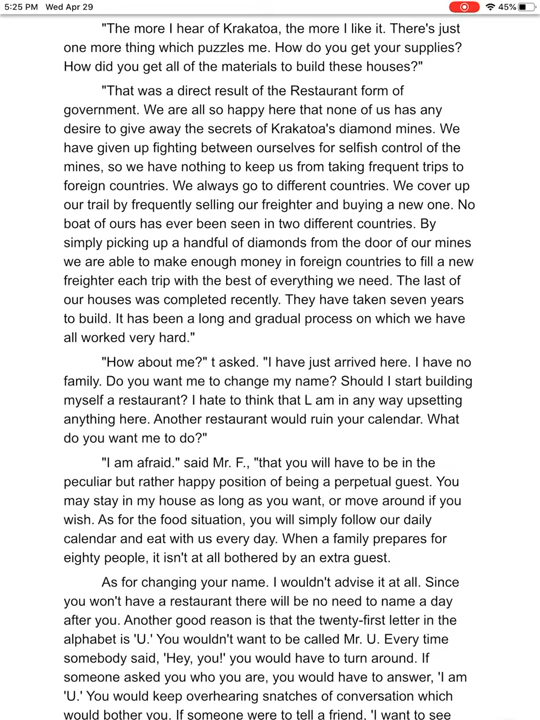 5:25 PM Wed Apr 29 45%
"The more I hear of Krakatoa, the more I like it. There's just
one more thing which puzzles me. How do you get your supplies?
How did you get all of the materials to build these houses?"
"That was a direct result of the Restaurant form of
government. We are all so happy here that none of us has any
desire to give away the secrets of Krakatoa's diamond mines. We
have given up fighting between ourselves for selfish control of the
mines, so we have nothing to keep us from taking frequent trips to
foreign countries. We always go to different countries. We cover up
our trail by frequently selling our freighter and buying a new one. No
boat of ours has ever been seen in two different countries. By
simply picking up a handful of diamonds from the door of our mines
we are able to make enough money in foreign countries to fill a new
freighter each trip with the best of everything we need. The last of
our houses was completed recently. They have taken seven years
to build. It has been a long and gradual process on which we have
all worked very hard."
"How about me?" t asked. "I have just arrived here. I have no
family. Do you want me to change my name? Should I start building
myself a restaurant? I hate to think that L am in any way upsetting
anything here. Another restaurant would ruin your calendar. What
do you want me to do?"
"I am afraid." said Mr. F., "that you will have to be in the
peculiar but rather happy position of being a perpetual guest. You
may stay in my house as long as you want, or move around if you
wish. As for the food situation, you will simply follow our daily
calendar and eat with us every day. When a family prepares for
eighty people, it isn't at all bothered by an extra guest.
As for changing your name. I wouldn't advise it at all. Since
you won't have a restaurant there will be no need to name a day
after you. Another good reason is that the twenty-first letter in the
alphabet is 'U.' You wouldn't want to be called Mr. U. Every time
somebody said, 'Hey, you!' you would have to turn around. If
someone asked you who you are, you would have to answer, 'I am
'U.' You would keep overhearing snatches of conversation which
would bother you. If someone were to tell a friend. 'I want to see